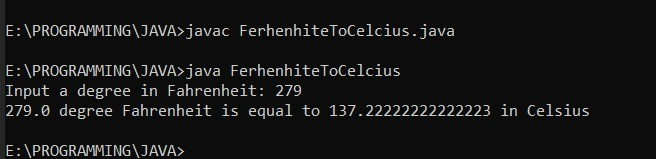 E:\PROGRAMMING\JAVA>javac FerhenhiteToCelcius.java
E:\PROGRAMMING\JAVA>java FerhenhiteToCelcius
Input a degree in Fahrenheit: 279
279.0 degree Fahrenheit is equal to 137.22222222222223 in Celsius
E:\PROGRAMMING\JAVA>